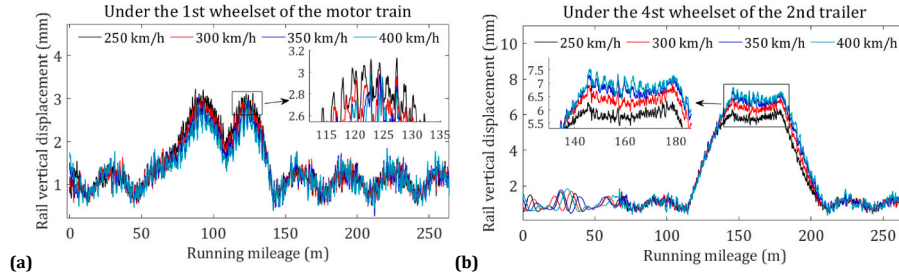 Under the 1st wheelset of the motor train
Rail vertical displacement (mm)
5
4
3
2
1
250 km/h 300 km/h 350 km/h 400 km/h
3.2
3
2.8
2.6
115 120 125 130 135
0 50 100 150 200 250
Running mileage (m)
(a)
Under the 4st wheelset of the 2nd trailer
Rail vertical displacement (mm)
10
8
6
4
2
250 km/h 300 km/h 350 km/h 400 km/h
7.5
7
6.5
6
5.5
140 160 180
0 50 100 150 200 250
Running mileage (m)
(b)